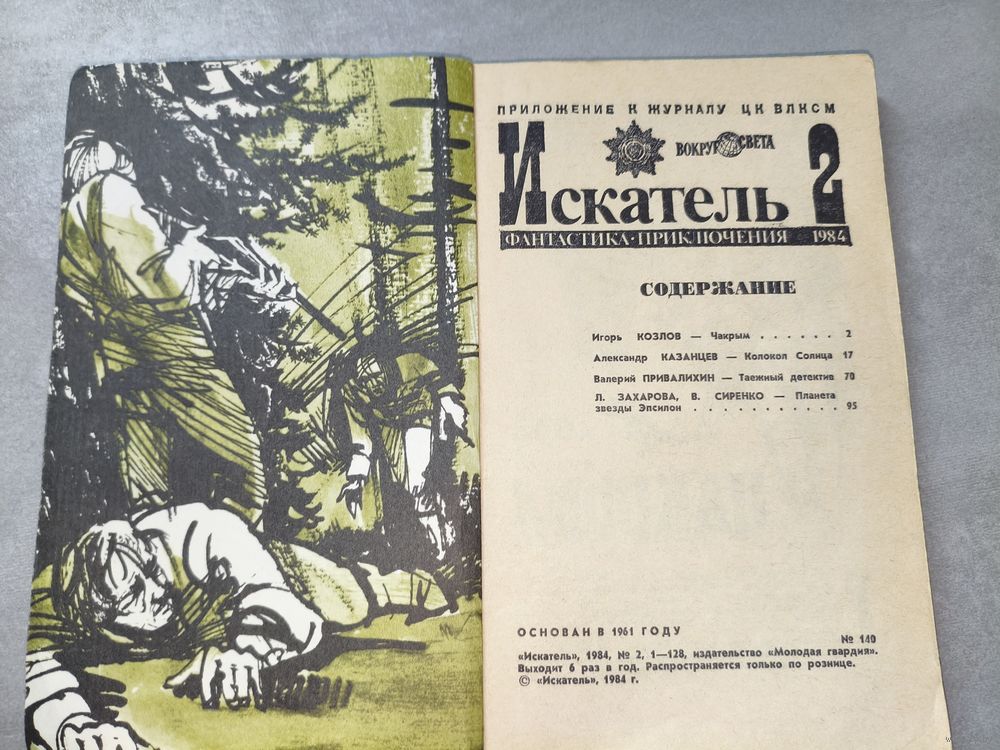 ПРИЛОЖЕНИЕ К ЖУРНАЛУ ЦК ВЛКСМ
ВОКРУГ СВЕТА
Искатель 2
ФАНТАСТИКА·ПРИКЛЮЧЕНИЯ 1984
СОДЕРЖАНИЕ
Игорь КОЗЛОВ — Чакрым . . . . . . 2
Александр КАЗАНЦЕВ — Колокол Солнца 17
Валерий ПРИВАЛИХИН — Таежный детектив 70
Л. ЗАХАРОВА, В. СИРЕНКО — Планета
звезды Эпсилон . . . . . . . . . . . . 95
ОСНОВАН В 1961 ГОДУ
№ 140
«Искатель», 1984, № 2, 1—128, издательство «Молодая гвардия».
Выходит 6 раз в год. Распространяется только по рознице.
© «Искатель», 1984 г.